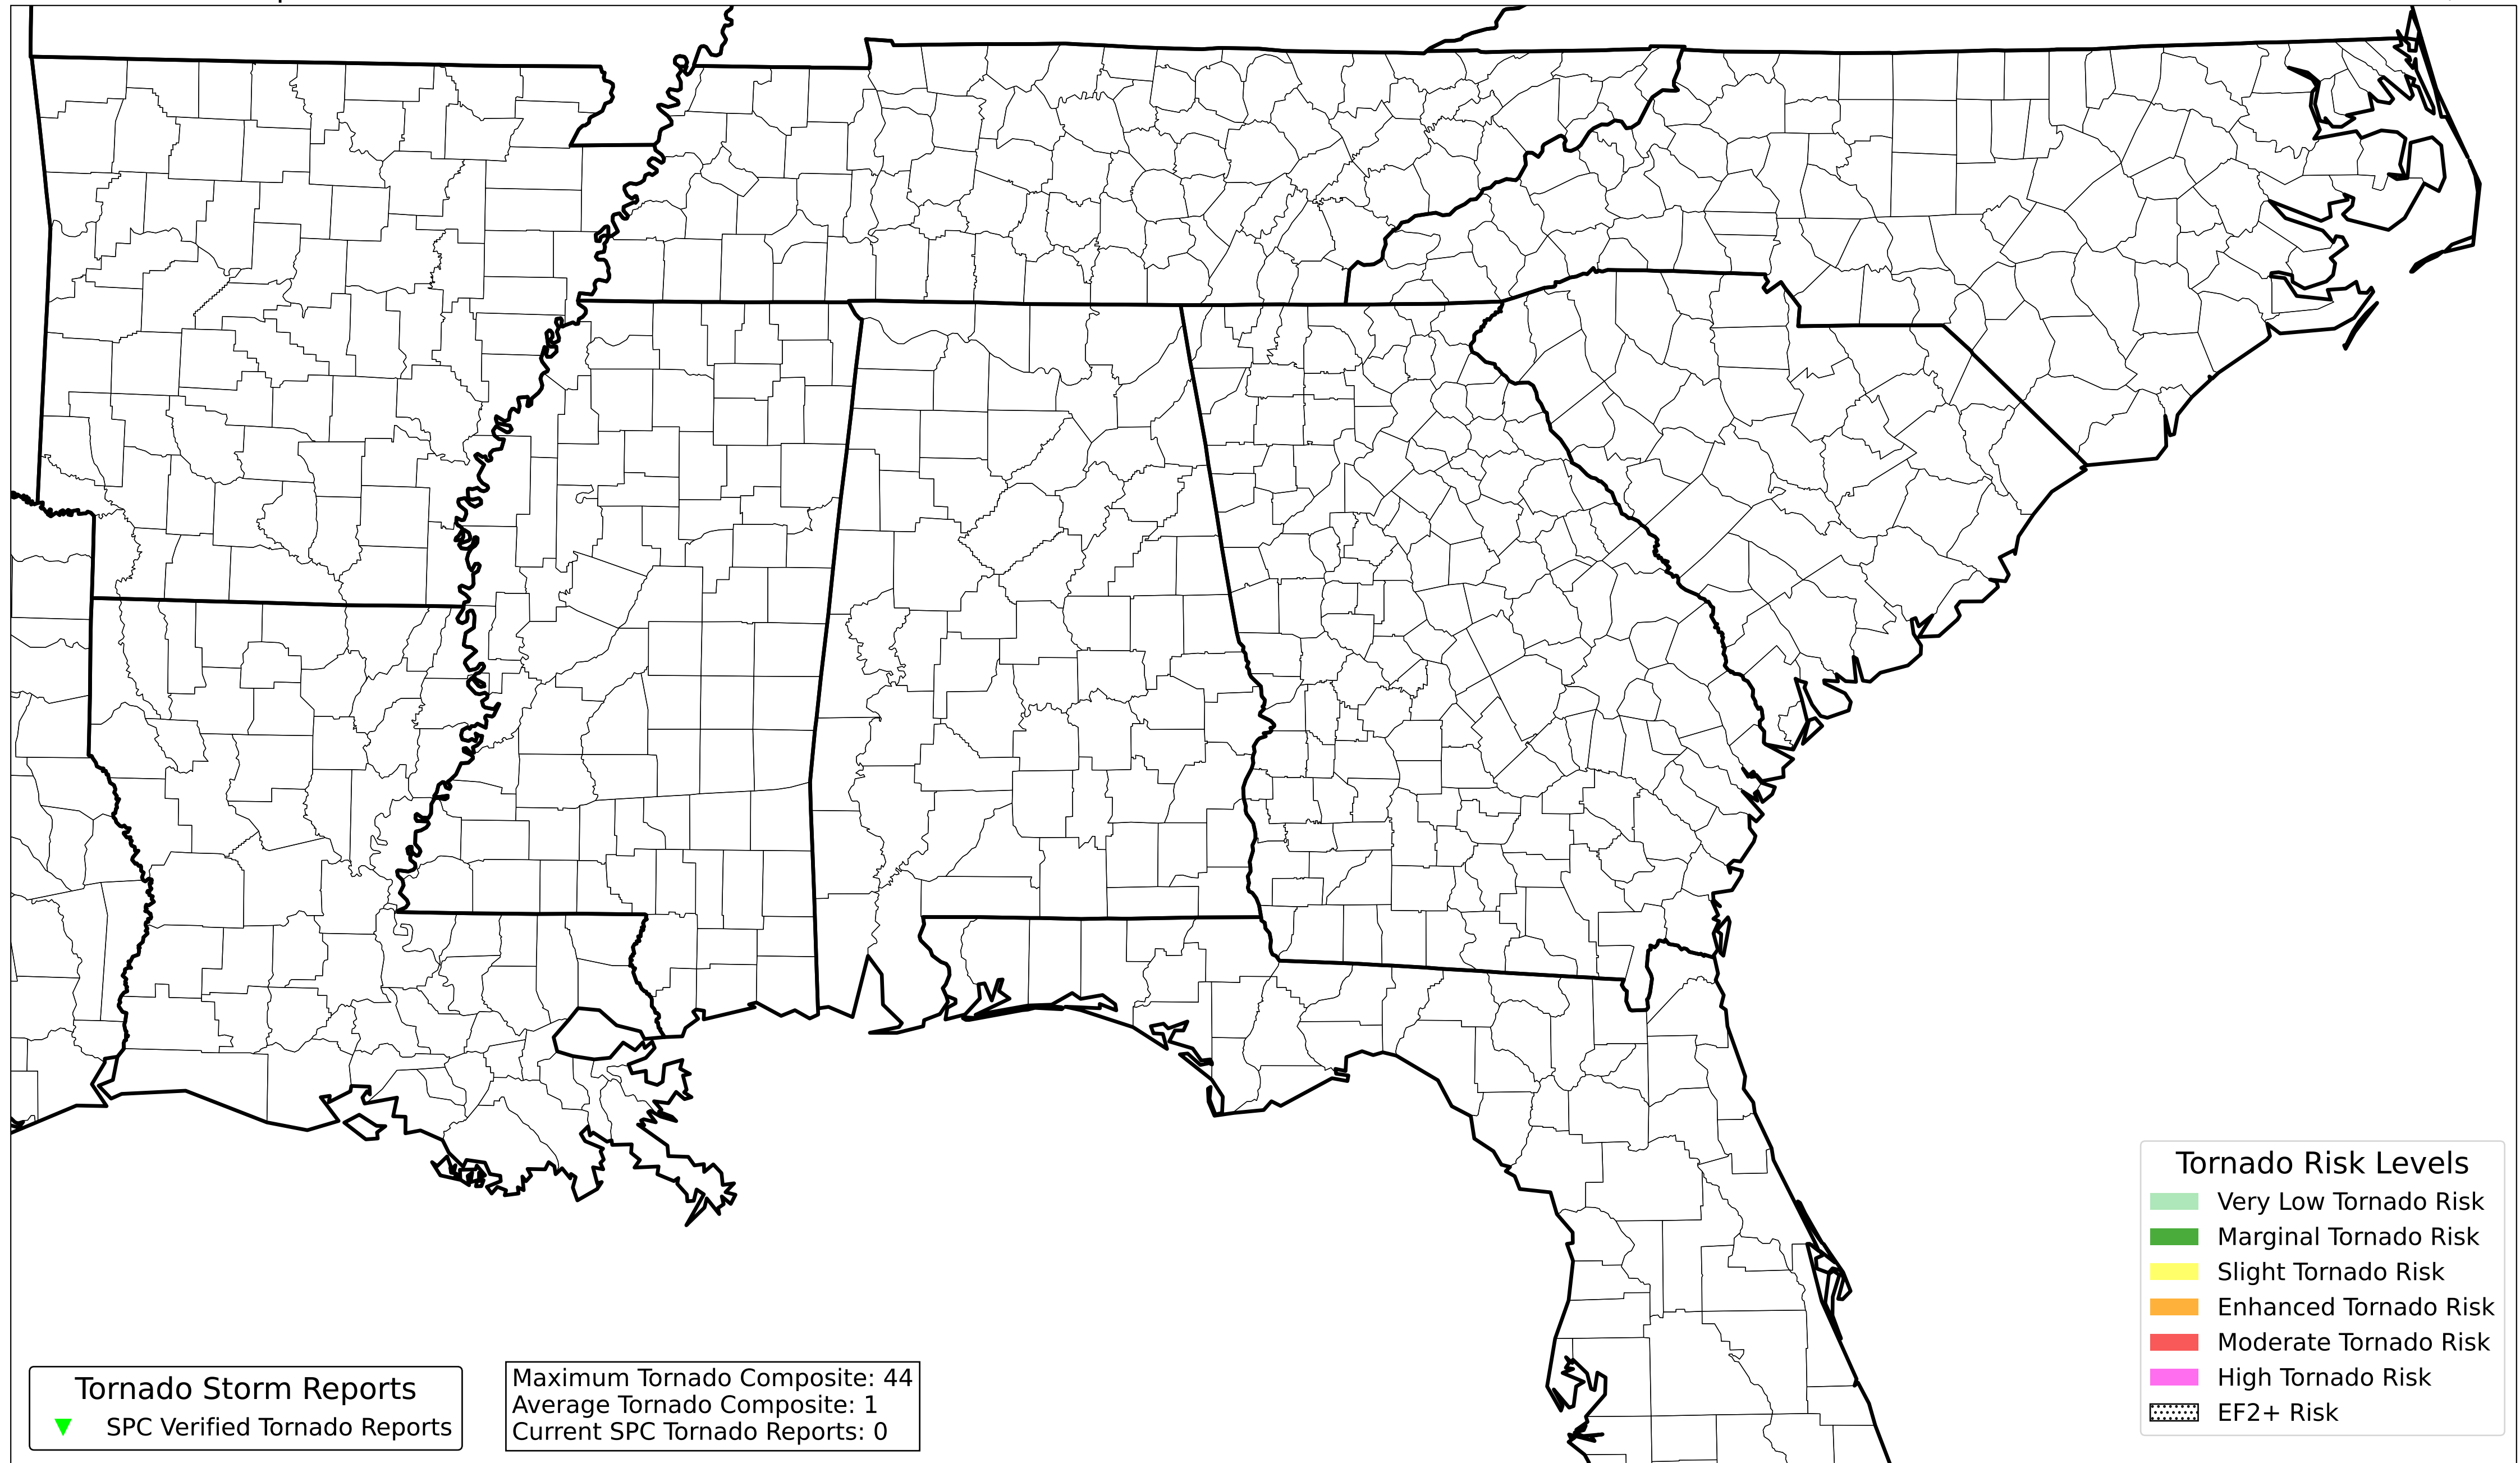 Tornado Risk Levels
Very Low Tornado Risk
Marginal Tornado Risk
Slight Tornado Risk
Enhanced Tornado Risk
Moderate Tornado Risk
High Tornado Risk
EF2+ Risk
Tornado Storm Reports
SPC Verified Tornado Reports
Maximum Tornado Composite: 44
Average Tornado Composite: 1
Current SPC Tornado Reports: 0